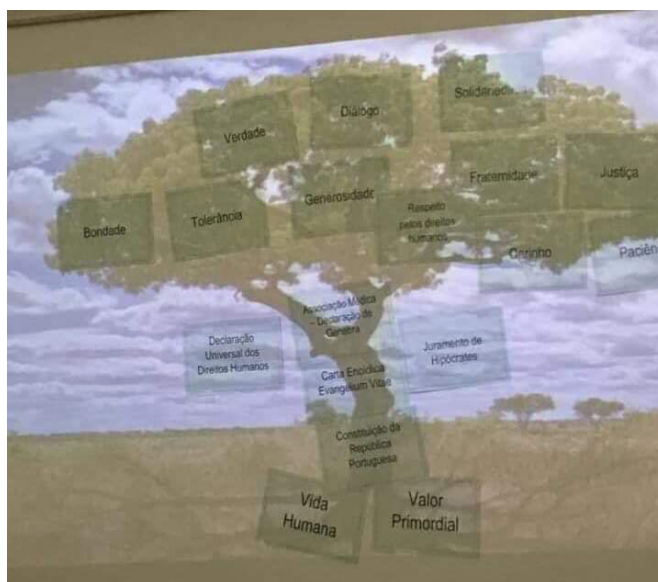 Verdade
Diálogo
Bondade
Tolerância
Generosidade
Respeito
pelos direitos
humanos
Fraternidade
Justiça
Carinho
Associação Médica
– Declaração de
Genebra
Declaração
Universal dos
Direitos Humanos
Juramento de
Hipócrates
Carta Encíclica
Evangelium Vitae
Constituição da
República
Portuguesa
Vida
Humana
Valor
Primordial